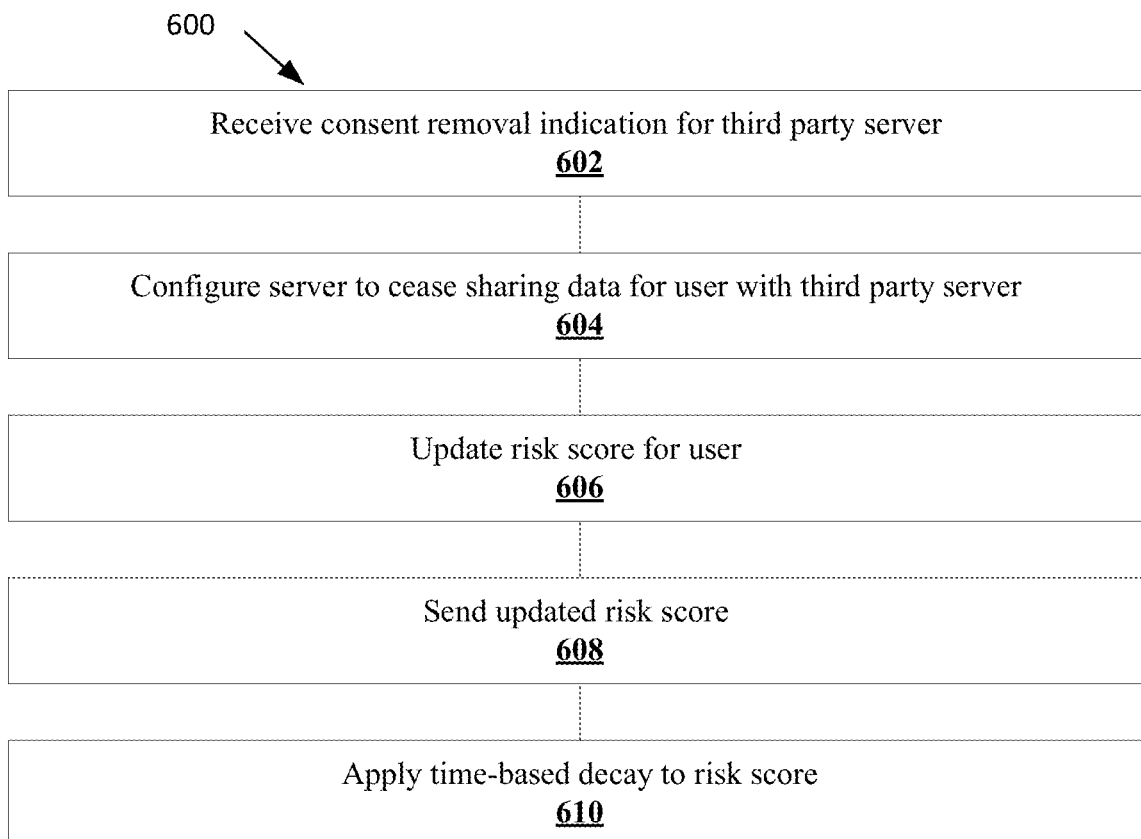 600
Receive consent removal indication for third party server
602
Configure server to cease sharing data for user with third party server
604
Update risk score for user
606
Send updated risk score
608
Apply time-based decay to risk score
610